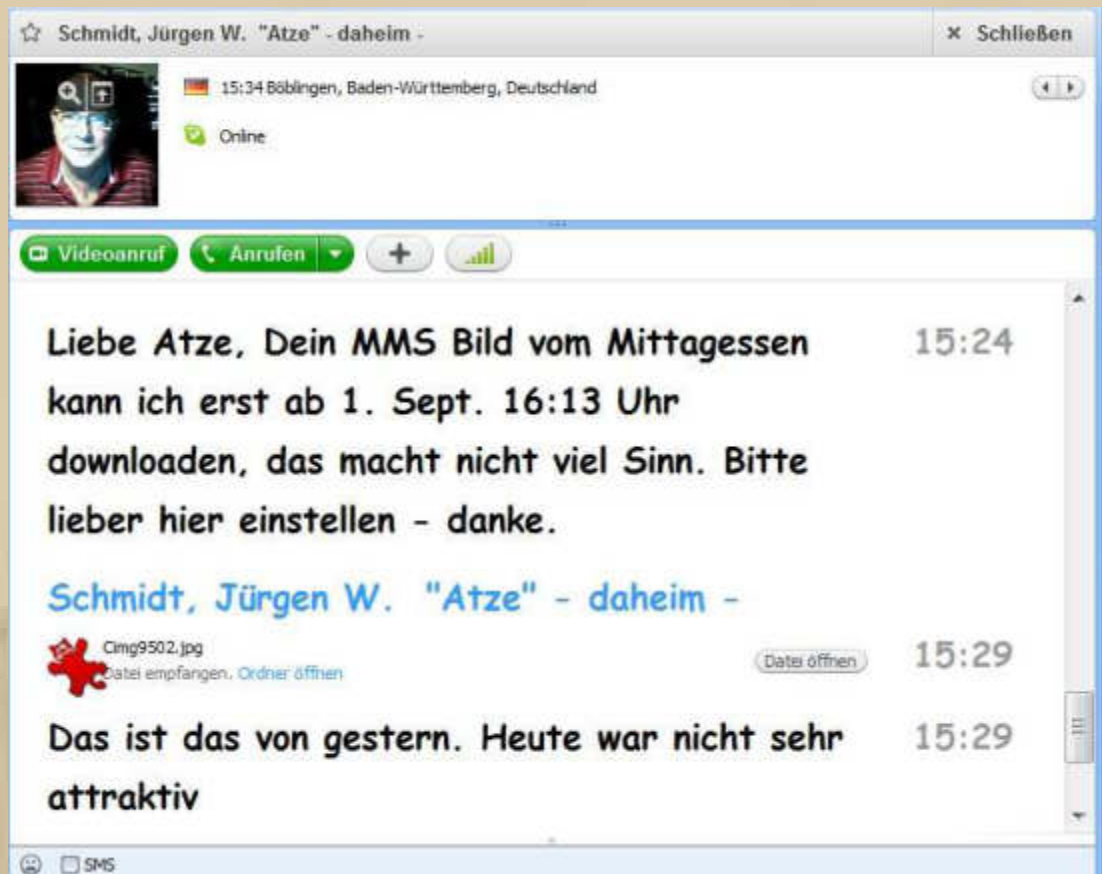 Schmidt, Jürgen W. "Atze" - daheim -
× Schließen
15:34 Böblingen, Baden-Württemberg, Deutschland
Online
Videoanruf
Anrufen
Liebe Atze, Dein MMS Bild vom Mittagessen
15:24
kann ich erst ab 1. Sept. 16:13 Uhr
downloaden, das macht nicht viel Sinn. Bitte
lieber hier einstellen - danke.
Schmidt, Jürgen W. "Atze" - daheim -
Cimg9502.jpg
Datei empfangen. Ordner öffnen
Datei öffnen
15:29
Das ist das von gestern. Heute war nicht sehr
15:29
attraktiv
SMS